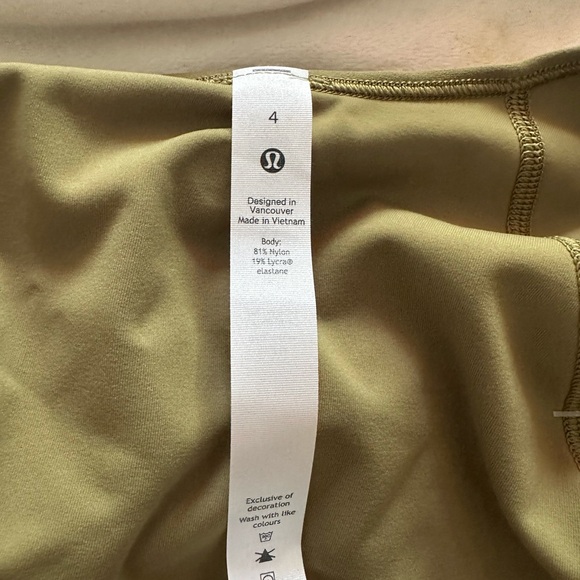 4
Designed in
Vancouver
Made in Vietnam
Body:
81% Nylon
19% Lycra®
elastane
Exclusive of
decoration
Wash with like
colours